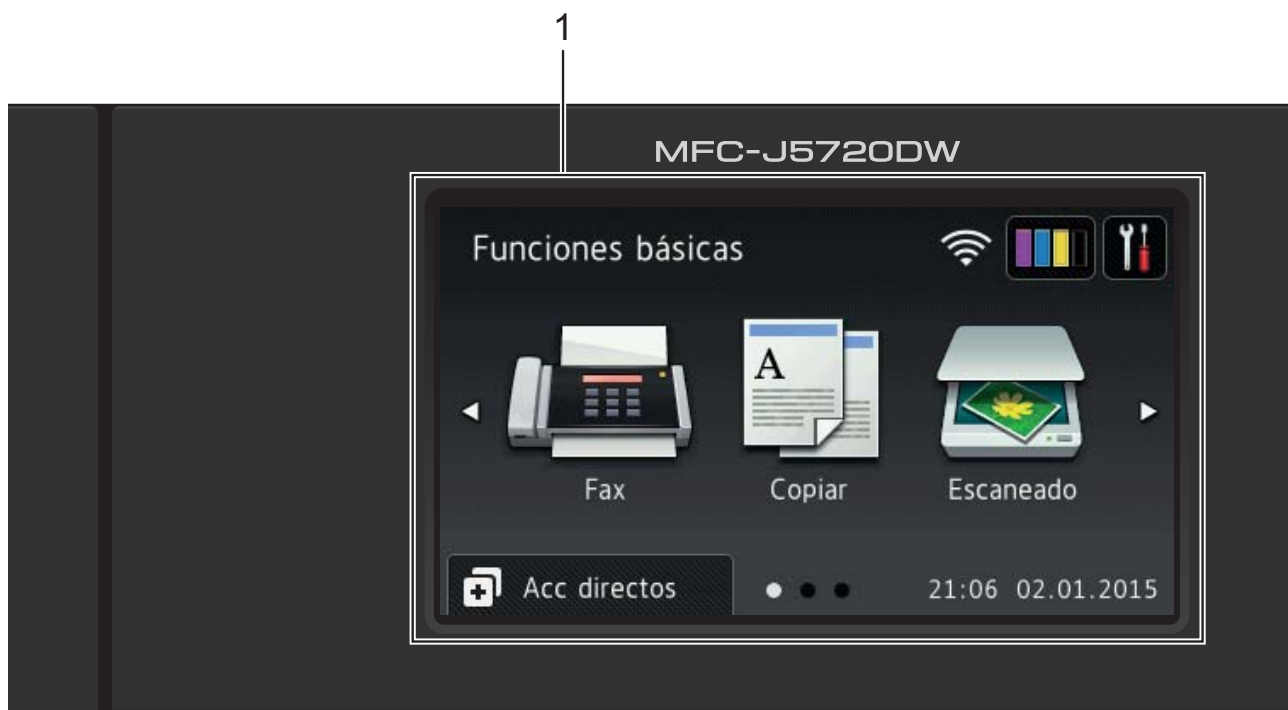 1
MFC-J5720DW
Funciones básicas
A
Fax
Copiar
Escaneado
Acc directos
21:06 02.01.2015